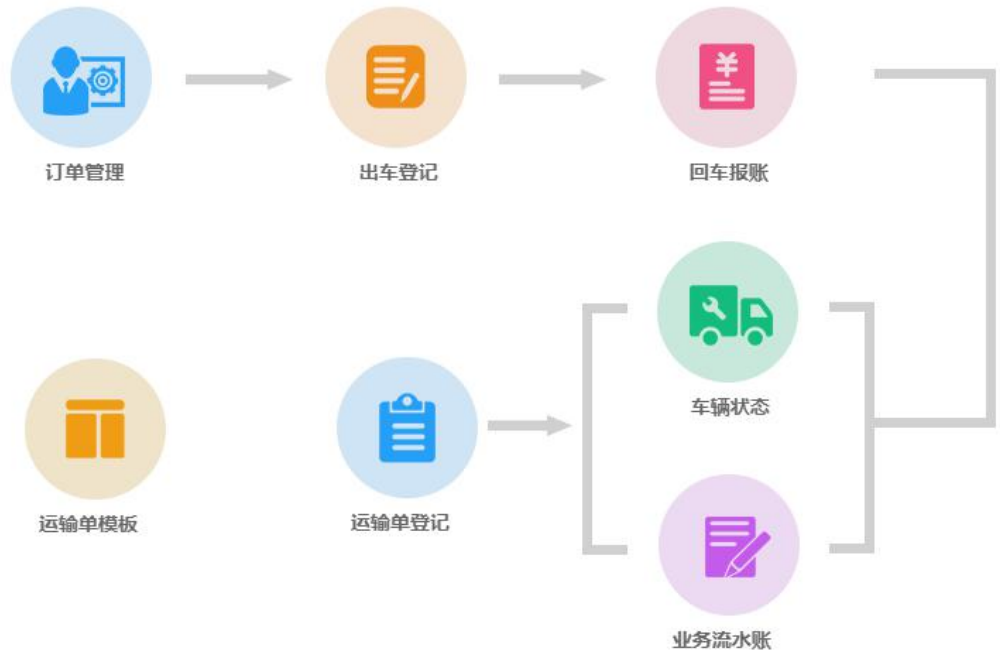 订单管理
出车登记
回车报账
车辆状态
运输单模板
运输单登记
业务流水账